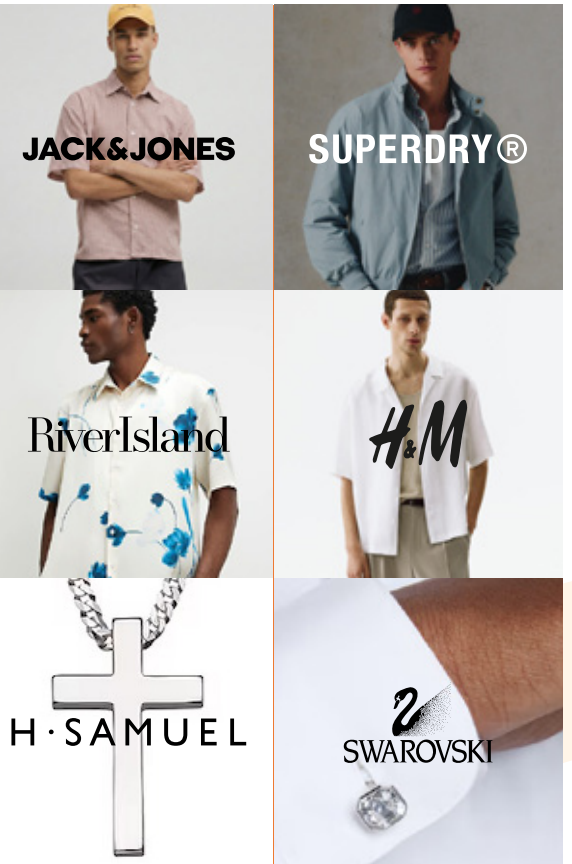 JACK&JONES
SUPERDRY®
RiverIsland
H&M
H·SAMUEL
SWAROVSKI